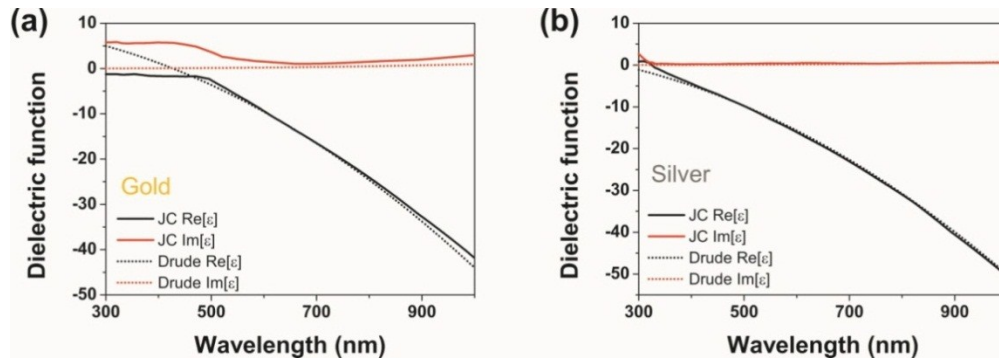 (a)
10
0
-10
-20
-30
-40
-50
Dielectric function
Gold
JC Re[ε]
JC Im[ε]
Drude Re[ε]
Drude Im[ε]
300
500
700
900
Wavelength (nm)
(b)
10
0
-10
-20
-30
-40
-50
Dielectric function
Silver
JC Re[ε]
JC Im[ε]
Drude Re[ε]
Drude Im[ε]
300
500
700
900
Wavelength (nm)